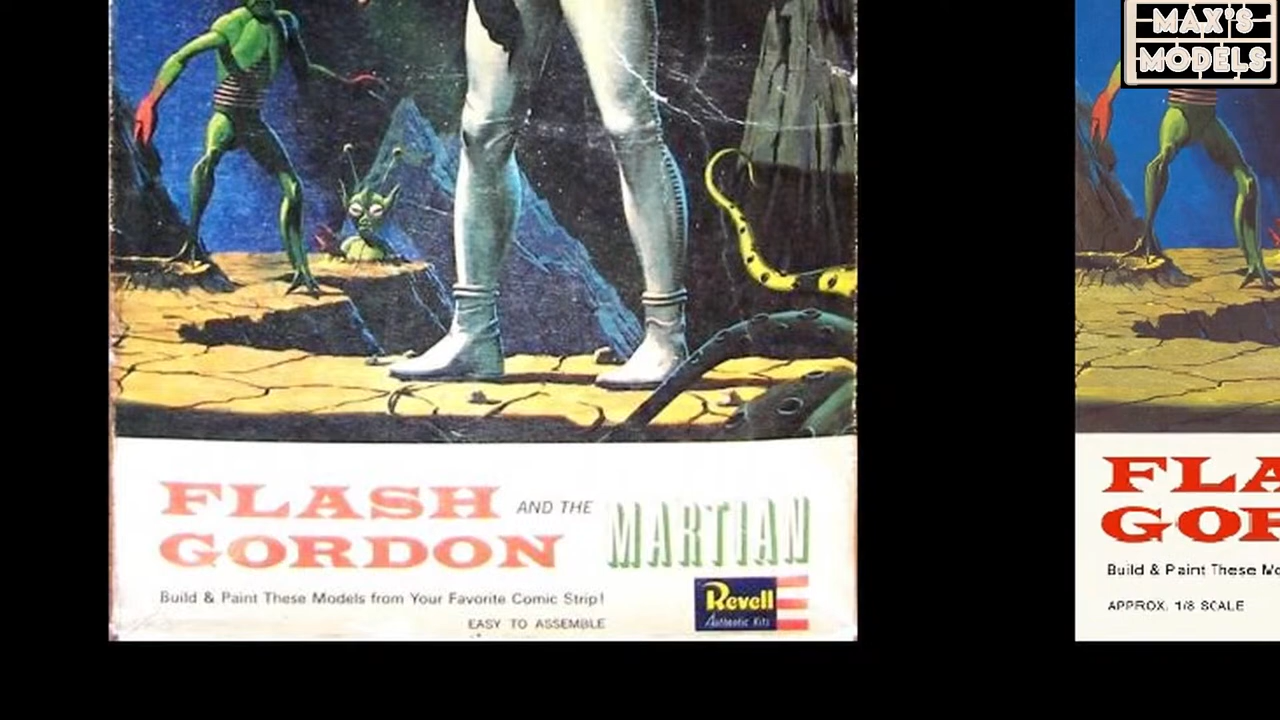 MAX'S
MODELS
FLASH
GORDON
AND THE
MARTIAN
Build & Paint These Models from Your Favorite Comic Strip!
EASY TO ASSEMBLE
Revell
Authentic Kits
FLA
GOR
Build & Paint These Mo
APPROX. 1/8 SCALE